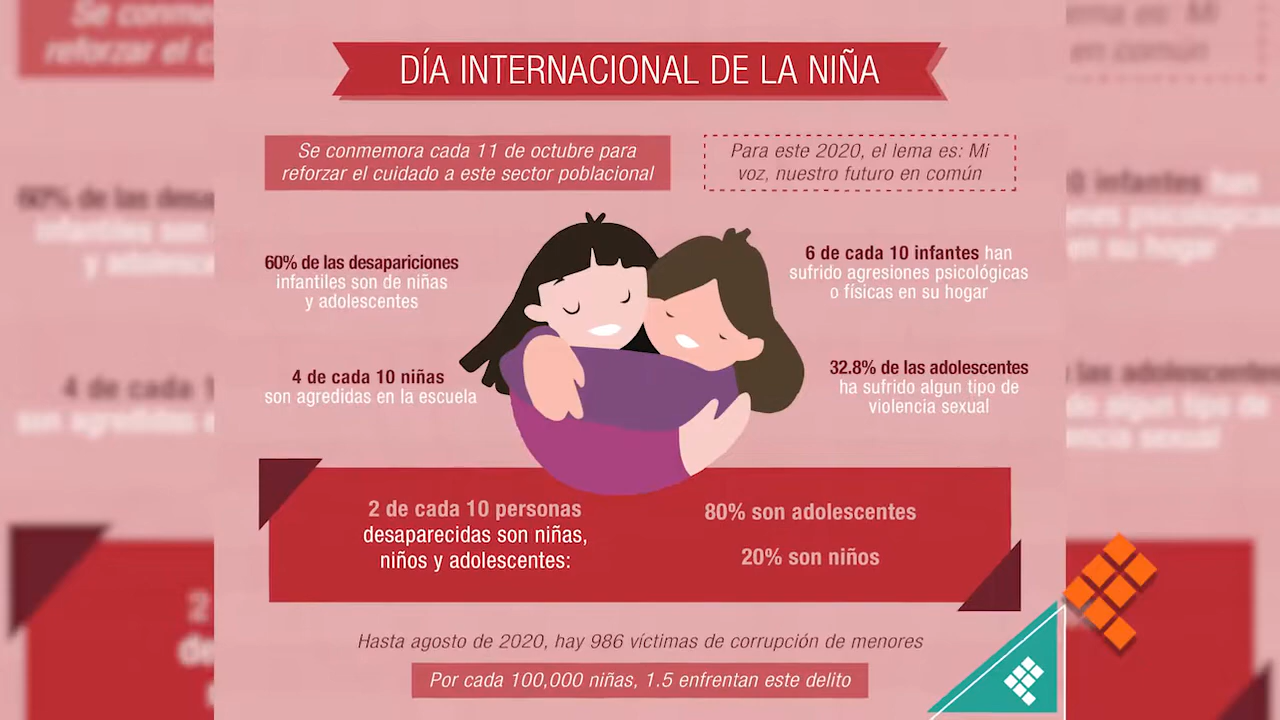 DÍA INTERNACIONAL DE LA NIÑA
Se conmemora cada 11 de octubre para
reforzar el cuidado a este sector poblacional
Para este 2020, el lema es: Mi
voz, nuestro futuro en común
60% de las desapariciones
infantiles son de niñas
y adolescentes
6 de cada 10 infantes han
sufrido agresiones psicológicas
o físicas en su hogar
4 de cada 10 niñas
son agredidas en la escuela
32.8% de las adolescentes
ha sufrido algun tipo de
violencia sexual
2 de cada 10 personas
desaparecidas son niñas,
niños y adolescentes:
80% son adolescentes
20% son niños
Hasta agosto de 2020, hay 986 víctimas de corrupción de menores
Por cada 100,000 niñas, 1.5 enfrentan este delito